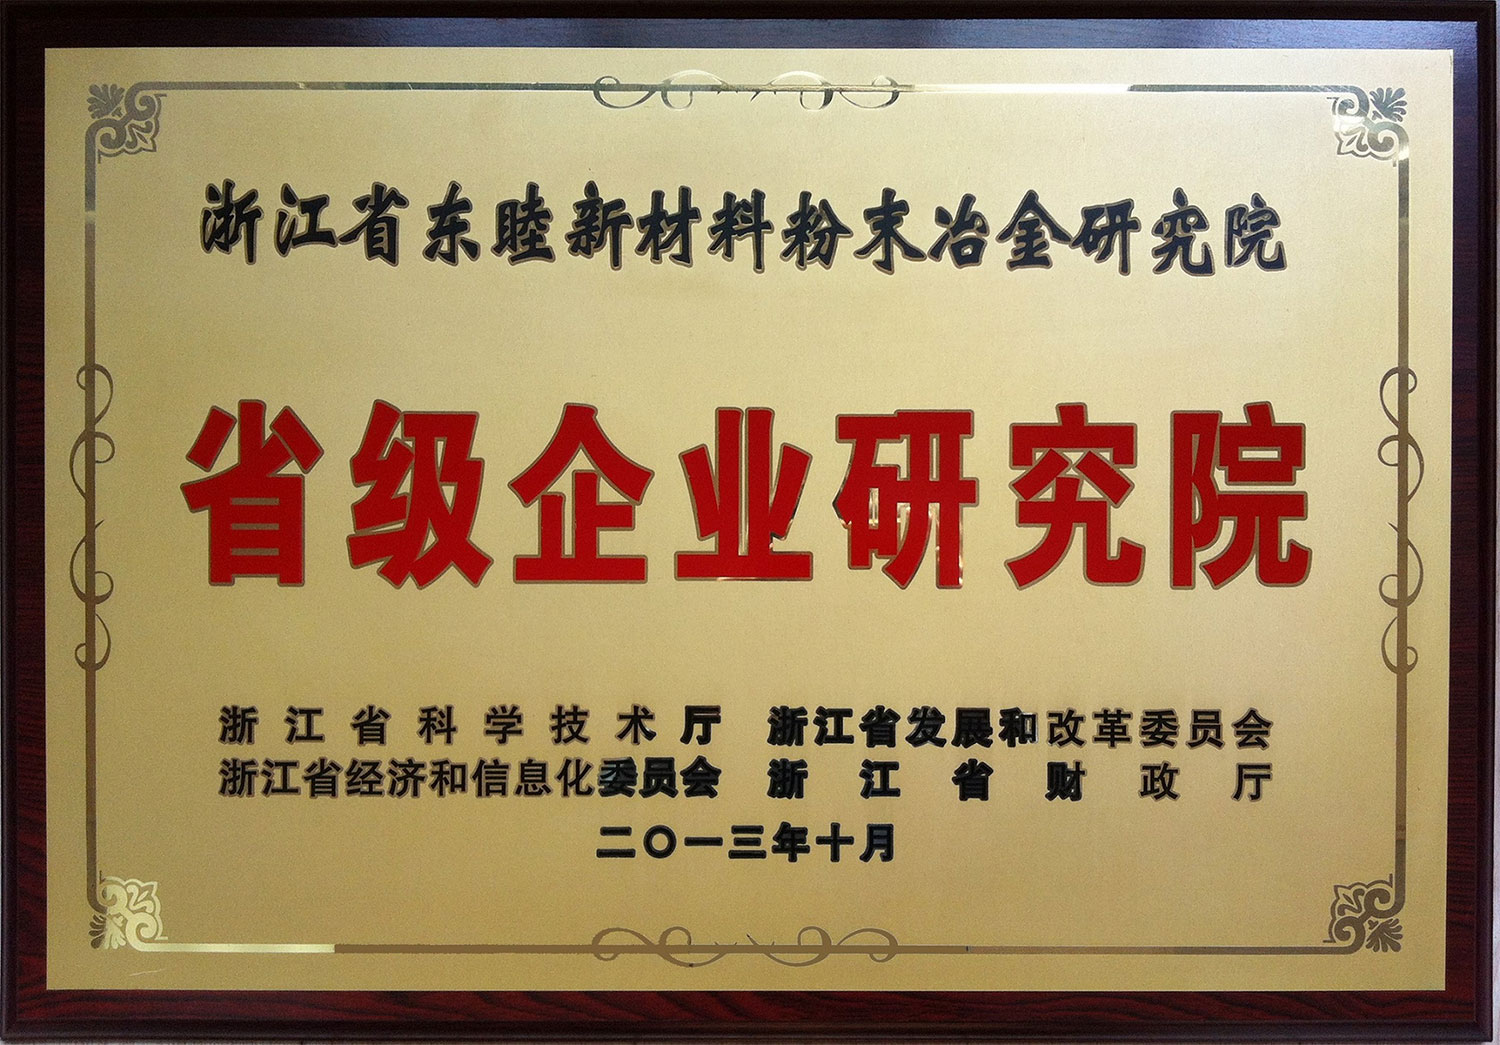 浙江省东睦新材料粉末冶金研究院
省级企业研究院
浙江省科学技术厅 浙江省发展和改革委员会
浙江省经济和信息化委员会 浙江省财政厅
二〇一三年十月